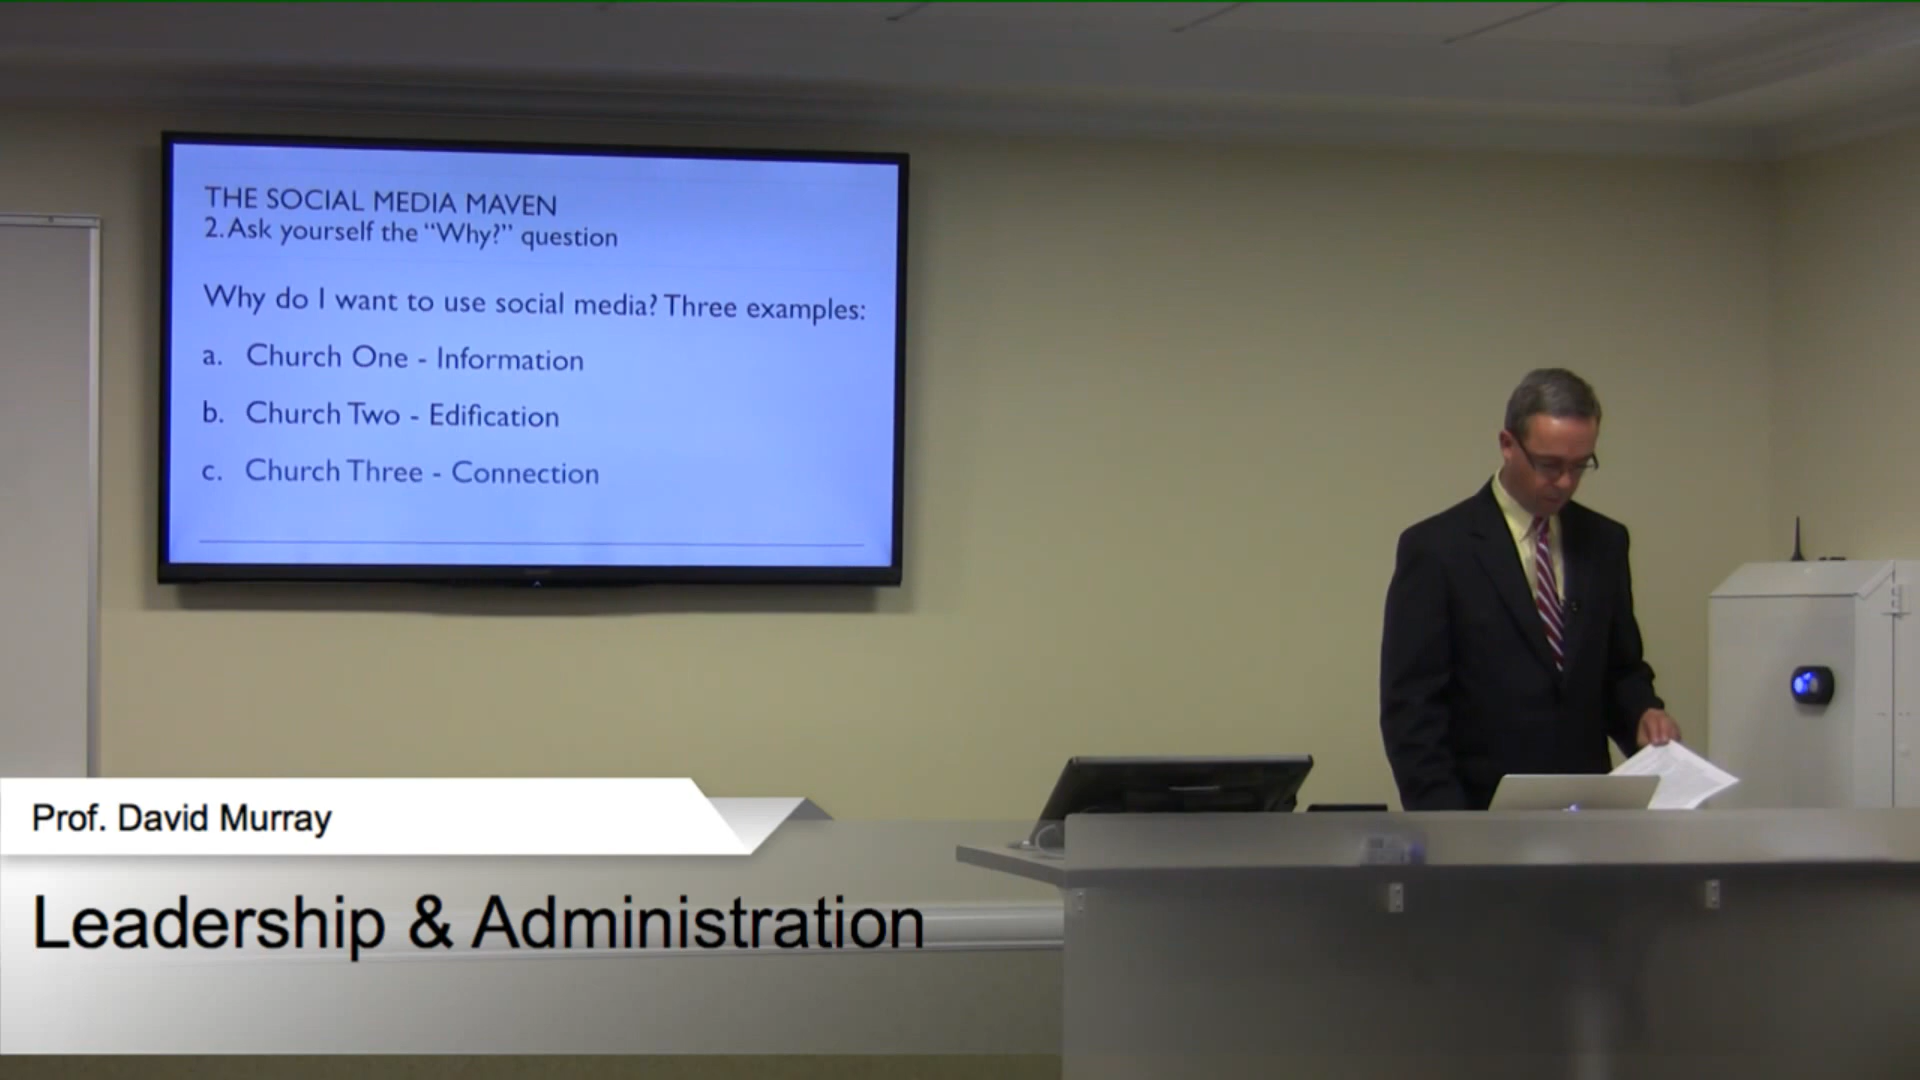 THE SOCIAL MEDIA MAVEN
2. Ask yourself the “Why?” question
Why do I want to use social media? Three examples:
a. Church One - Information
b. Church Two - Edification
c. Church Three - Connection
Prof. David Murray
Leadership & Administration